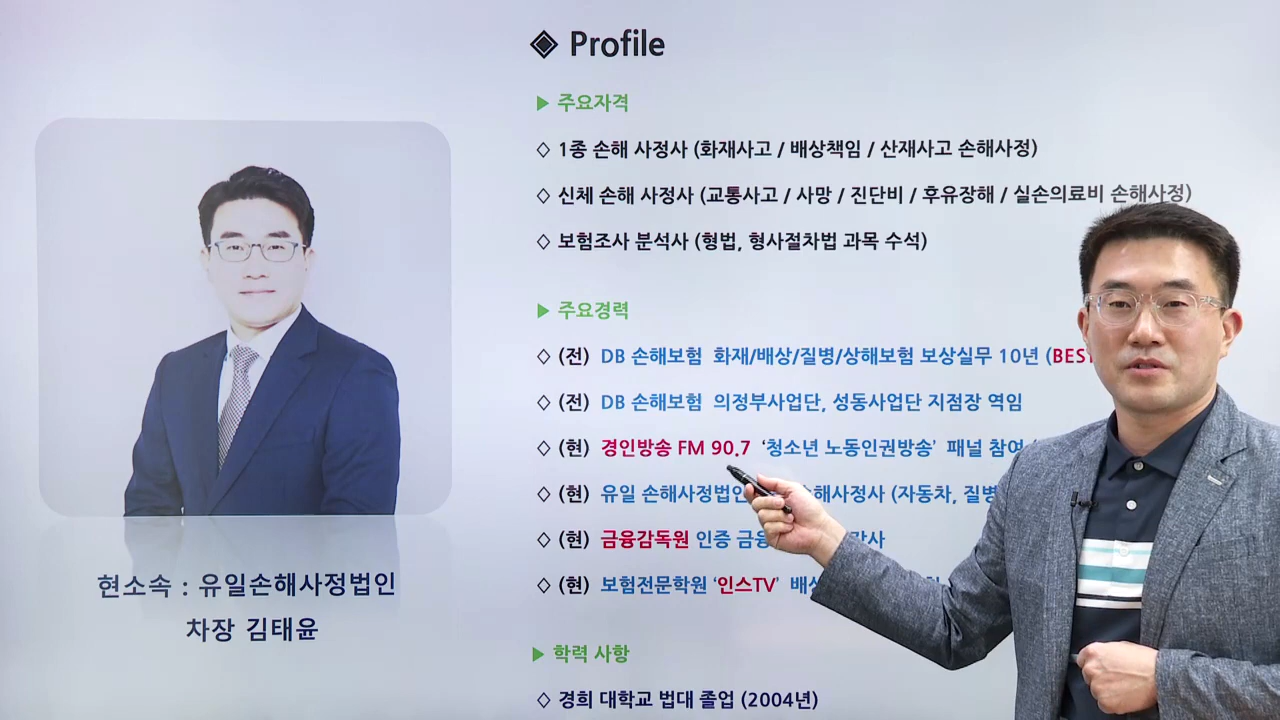 ◈ Profile
▶ 주요자격
◇ 1종 손해 사정사 (화재사고 / 배상책임 / 산재사고 손해사정)
◇ 신체 손해 사정사 (교통사고 / 사망 / 진단비 / 후유장해 / 실손의료비 손해사정)
◇ 보험조사 분석사 (형법, 형사절차법 과목 수석)
▶ 주요경력
◇ (전) DB 손해보험 화재/배상/질병/상해보험 보상실무 10년 (BEST
◇ (전) DB 손해보험 의정부사업단, 성동사업단 지점장 역임
◇ (현) 경인방송 FM 90.7 ‘청소년 노동인권방송’ 패널 참여
◇ (현) 유일 손해사정법인 손해사정사 (자동차, 질병
◇ (현) 금융감독원 인증 금융 강사
◇ (현) 보험전문학원 ‘인스TV’ 배상
▶ 학력 사항
◇ 경희 대학교 법대 졸업 (2004년)
현소속 : 유일손해사정법인
차장 김태윤